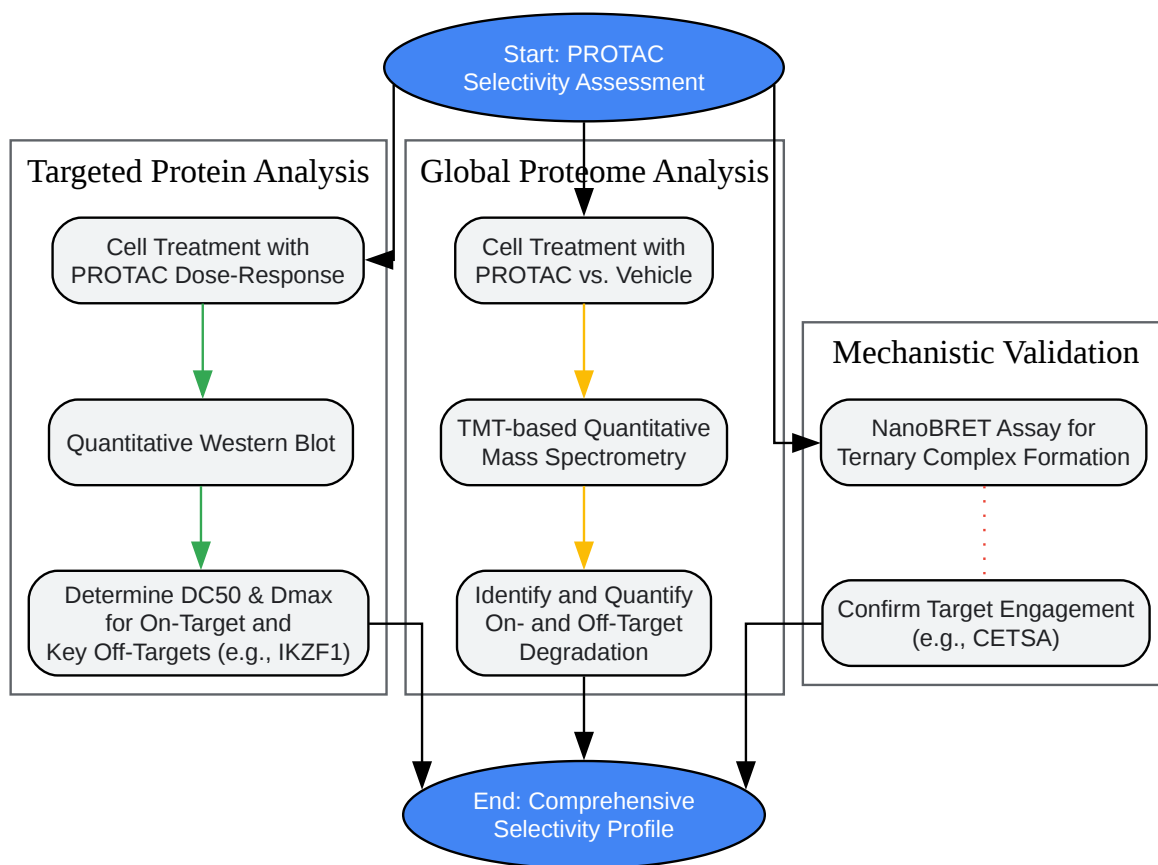 Start: PROTAC
Selectivity Assessment
Targeted Protein Analysis
Cell Treatment with
PROTAC Dose-Response
Quantitative Western Blot
Determine DC50 & Dmax
for On-Target and
Key Off-Targets (e.g., IKZF1)
Global Proteome Analysis
Cell Treatment with
PROTAC vs. Vehicle
TMT-based Quantitative
Mass Spectrometry
Identify and Quantify
On- and Off-Target
Degradation
Mechanistic Validation
NanoBRET Assay for
Ternary Complex Formation
Confirm Target Engagement
(e.g., CETSA)
End: Comprehensive
Selectivity Profile